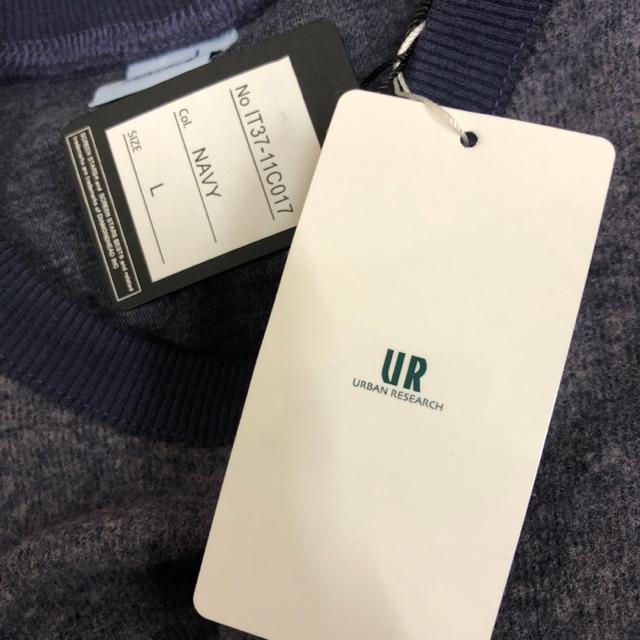 No IT37-11C017
Col. NAVY
SIZE L
UR
URBAN RESEARCH